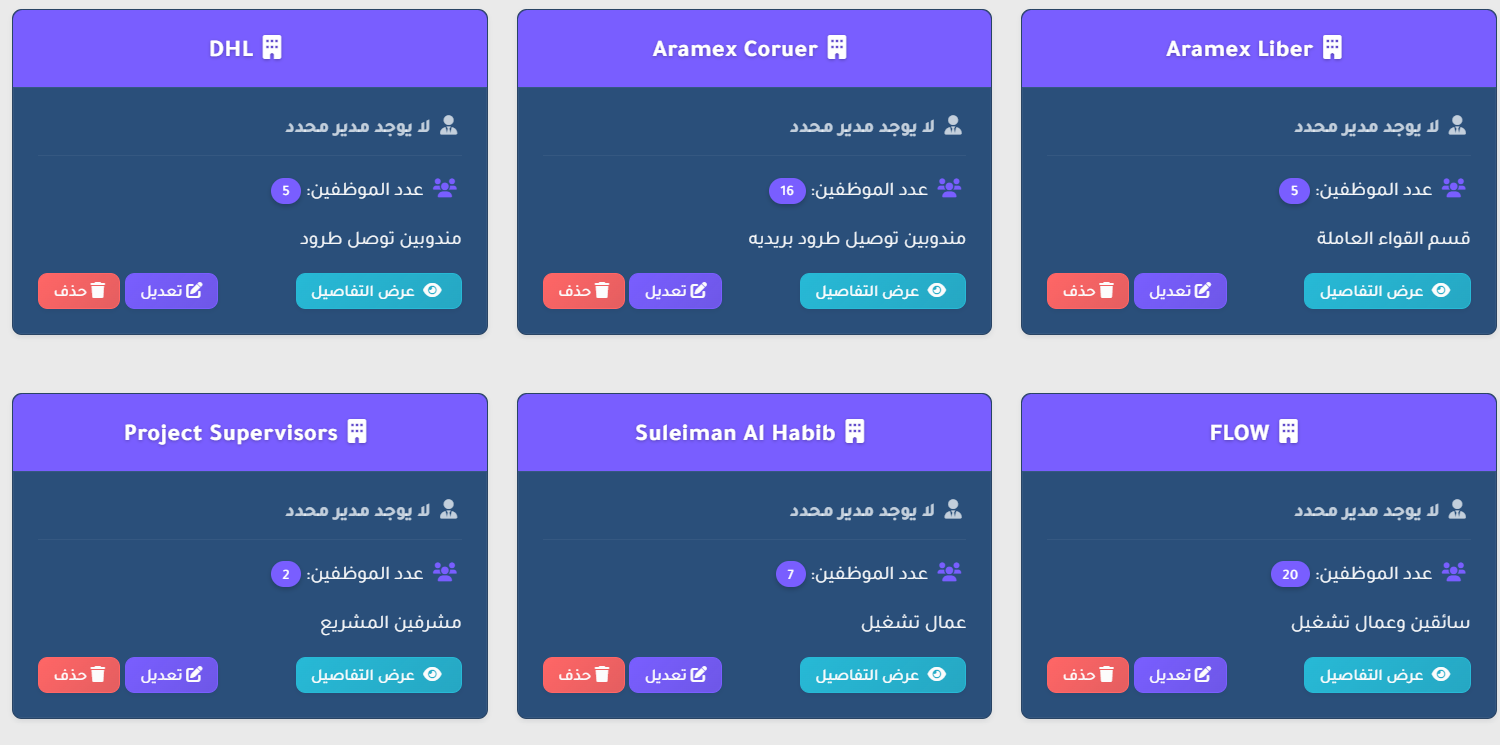 Aramex Liber
لا يوجد مدير محدد
عدد الموظفين: 5
قسم القواء العاملة
عرض التفاصيل
تعديل
حذف
Aramex Coruer
لا يوجد مدير محدد
عدد الموظفين: 16
مندوبين توصيل طرود بريديه
عرض التفاصيل
تعديل
حذف
DHL
لا يوجد مدير محدد
عدد الموظفين: 5
مندوبين توصل طرود
عرض التفاصيل
تعديل
حذف
FLOW
لا يوجد مدير محدد
عدد الموظفين: 20
سائقين وعمال تشغيل
عرض التفاصيل
تعديل
حذف
Suleiman Al Habib
لا يوجد مدير محدد
عدد الموظفين: 7
عمال تشغيل
عرض التفاصيل
تعديل
حذف
Project Supervisors
لا يوجد مدير محدد
عدد الموظفين: 2
مشرفين المشريع
عرض التفاصيل
تعديل
حذف